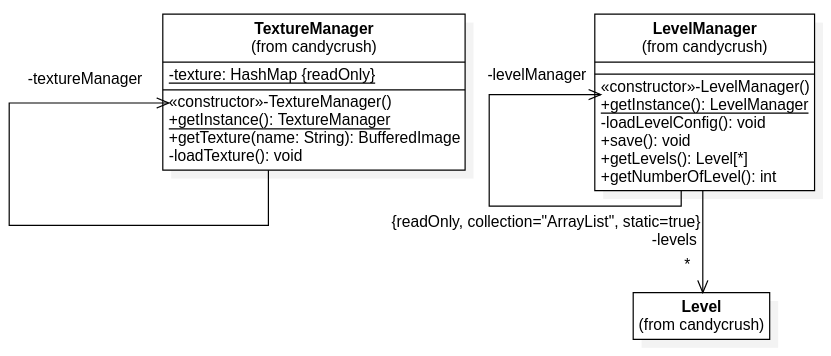 TextureManager
(from candycrush)
-texture: HashMap {readOnly}
«constructor»-TextureManager()
+getInstance(): TextureManager
+getTexture(name: String): BufferedImage
-loadTexture(): void
-textureManager
LevelManager
(from candycrush)
«constructor»-LevelManager()
+getInstance(): LevelManager
-loadLevelConfig(): void
+save(): void
+getLevels(): Level[*]
+getNumberOfLevel(): int
-levelManager
{readOnly, collection="ArrayList", static=true}
-levels
*
Level
(from candycrush)